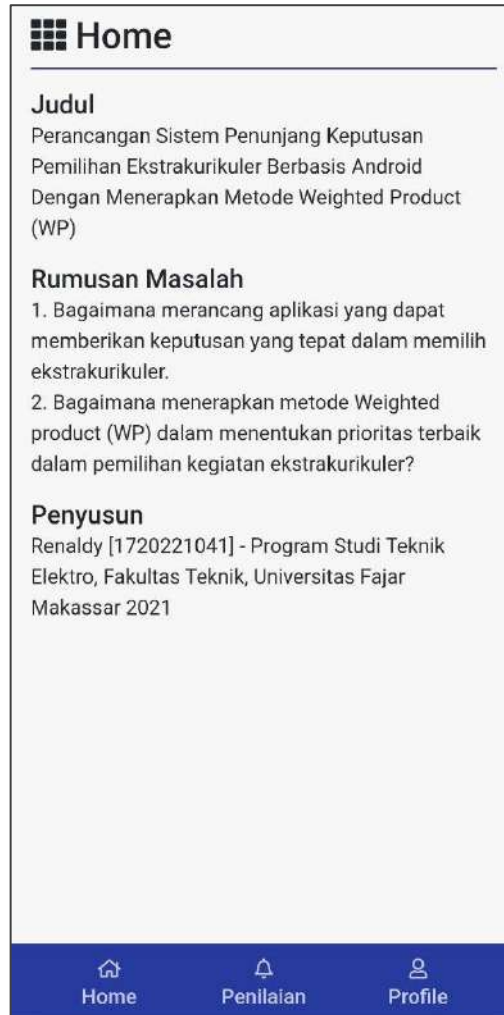 Home
Judul
Perancangan Sistem Penunjang Keputusan
Pemilihan Ekstrakurikuler Berbasis Android
Dengan Menerapkan Metode Weighted Product
(WP)
Rumusan Masalah
1. Bagaimana merancang aplikasi yang dapat
memberikan keputusan yang tepat dalam memilih
ekstrakurikuler.
2. Bagaimana menerapkan metode Weighted
product (WP) dalam menentukan prioritas terbaik
dalam pemilihan kegiatan ekstrakurikuler?
Penyusun
Renaldy [1720221041] - Program Studi Teknik
Elektro, Fakultas Teknik, Universitas Fajar
Makassar 2021
Home Penilaian Profile